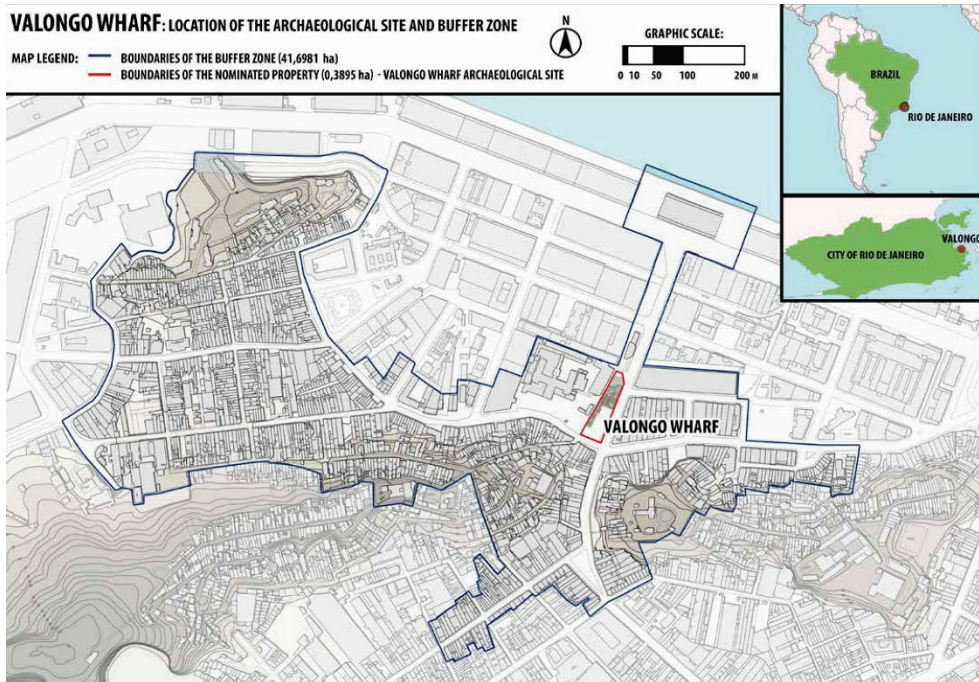 VALONGO WHARF: LOCATION OF THE ARCHAEOLOGICAL SITE AND BUFFER ZONE
MAP LEGEND:
BOUNDARIES OF THE BUFFER ZONE (41,6981 ha)
BOUNDARIES OF THE NOMINATED PROPERTY (0,3895 ha) - VALONGO WHARF ARCHAEOLOGICAL SITE
N
GRAPHIC SCALE:
0 10 50 100 200 M
BRAZIL
RIO DE JANEIRO
VALONGO
CITY OF RIO DE JANEIRO
VALONGO WHARF